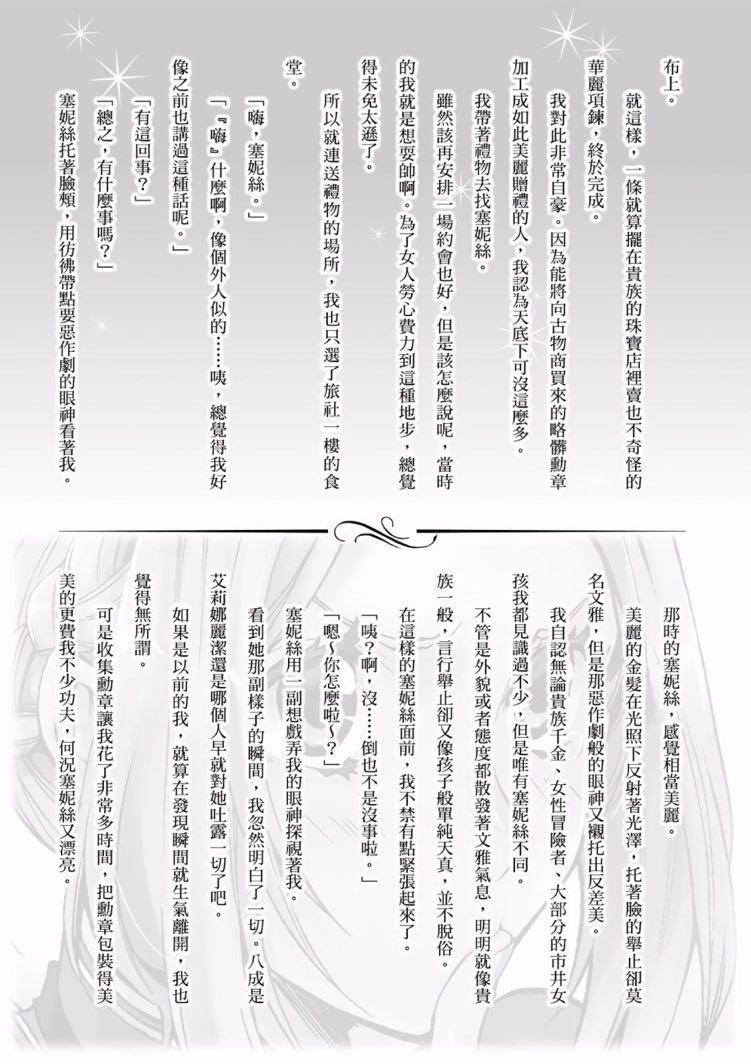 布上。
就這樣，一條就算擺在貴族的珠寶店裡賣也不奇怪的
華麗項鍊，終於完成。
我對此非常自豪。因為能將向古物商買來的略髒勳章
加工成如此美麗贈禮的人，我認為天底下可沒這麼多。
我帶著禮物去找塞妮絲。
雖然該再安排一場約會也好，但是該怎麼說呢，當時
的我就是想耍帥啊。為了女人勞心費力到這種地步，總覺
得未免太遜了。
所以就連送禮物的場所，我也只選了旅社一樓的食
堂。
「嗨，塞妮絲。」
「『嗨』什麼啊，像個外人似的……咦，總覺得我好
像之前也講過這種話呢。」
「有這回事？」
「總之，有什麼事嗎？」
塞妮絲托著臉頰，用彷彿帶點要惡作劇的眼神看著我。
那時的塞妮絲，感覺相當美麗。
美麗的金髮在光照下反射著光澤，托著臉的舉止卻莫
名文雅，但是那惡作劇般的眼神又襯托出反差美。
我自認無論貴族千金、女性冒險者、大部分的市井女
孩我都見識過不少，但是唯有塞妮絲不同。
不管是外貌或者態度都散發著文雅氣息，明明就像貴
族一般，言行舉止卻又像孩子般單純天真，並不脫俗。
在這樣的塞妮絲面前，我不禁有點緊張起來了。
「咦？啊，沒……倒也不是沒事啦。」
「嗯～你怎麼啦～？」
塞妮絲用一副想戲弄我的眼神探視著我。
看到她那副樣子的瞬間，我忽然明白了一切。八成是
艾莉娜麗潔還是哪個人早就對她吐露一切了吧。
如果是以前的我，就算在發現瞬間就生氣離開，我也
覺得無所謂。
可是收集勳章讓我花了非常多時間，把勳章包裝得美
美的更費我不少功夫，何況塞妮絲又漂亮。